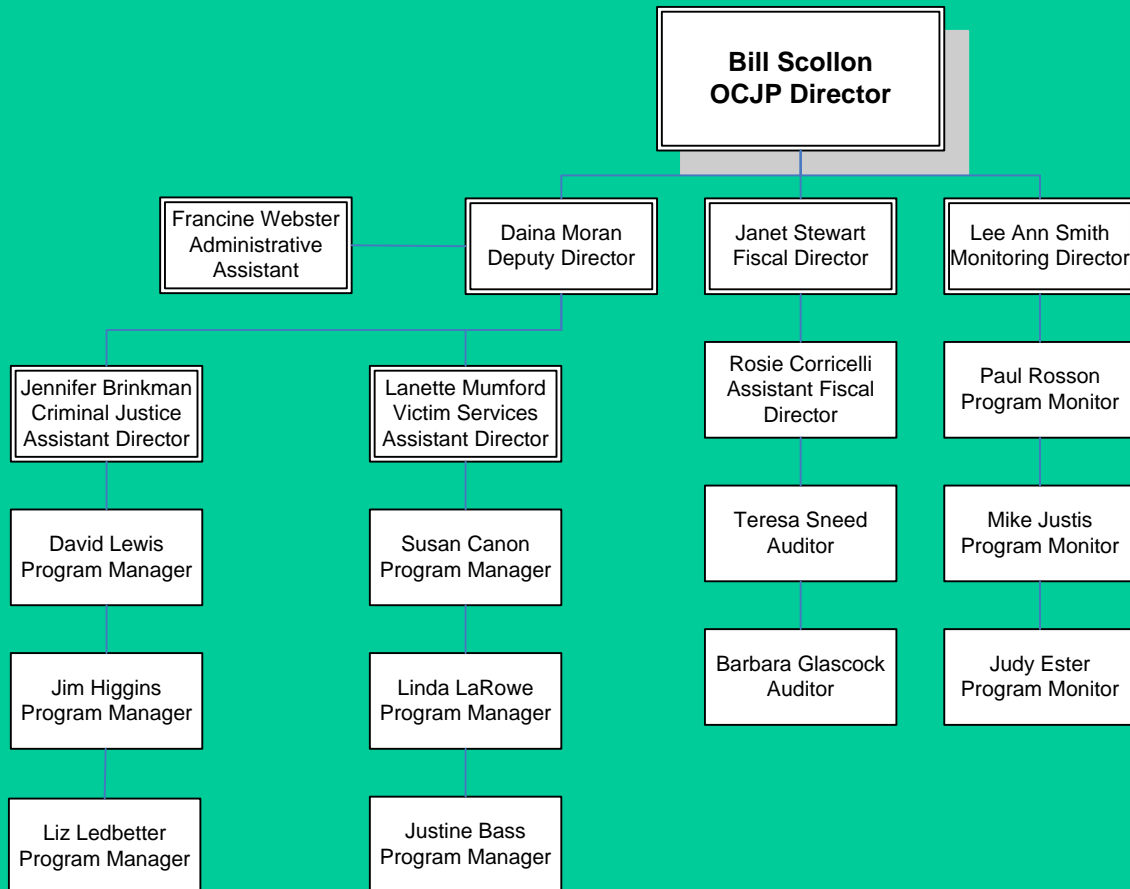 Bill Scollon
OCJP Director
Francine Webster
Administrative
Assistant
Daina Moran
Deputy Director
Janet Stewart
Fiscal Director
Lee Ann Smith
Monitoring Director
Jennifer Brinkman
Criminal Justice
Assistant Director
Lanette Mumford
Victim Services
Assistant Director
Rosie Corricelli
Assistant Fiscal
Director
Paul Rosson
Program Monitor
David Lewis
Program Manager
Susan Canon
Program Manager
Teresa Sneed
Auditor
Mike Justis
Program Monitor
Jim Higgins
Program Manager
Linda LaRowe
Program Manager
Barbara Glascock
Auditor
Judy Ester
Program Monitor
Liz Ledbetter
Program Manager
Justine Bass
Program Manager